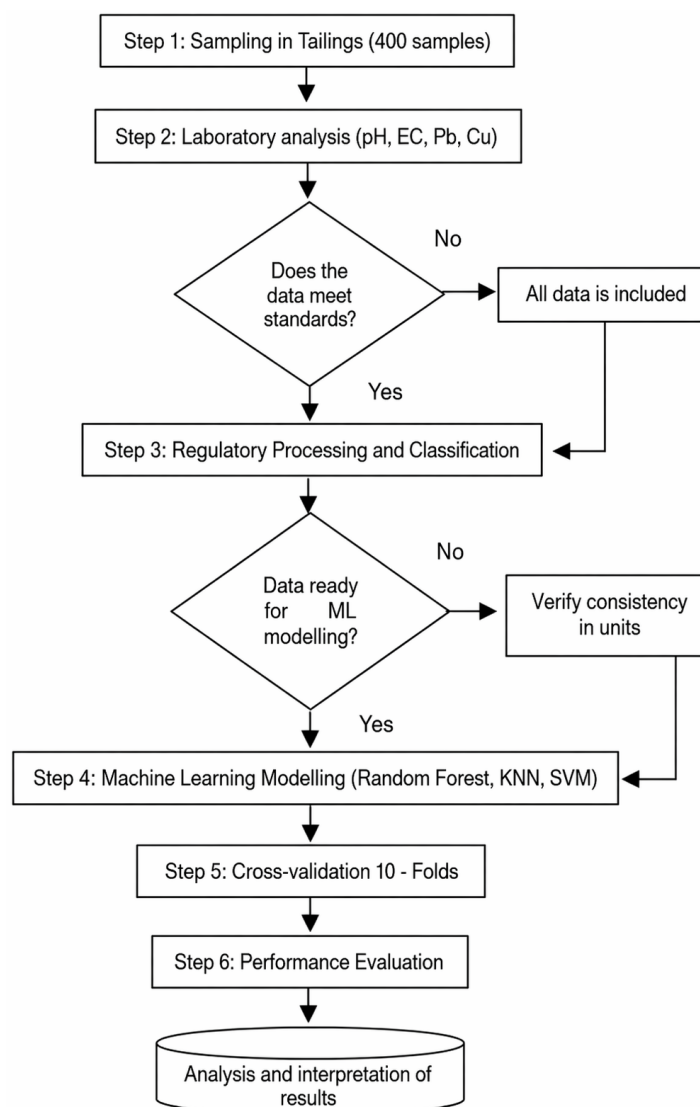 Step 1: Sampling in Tailings (400 samples)
Step 2: Laboratory analysis (pH, EC, Pb, Cu)
Does the
data meet
standards?
No
All data is included
Yes
Step 3: Regulatory Processing and Classification
Data ready
for ML
modelling?
No
Verify consistency
in units
Yes
Step 4: Machine Learning Modelling (Random Forest, KNN, SVM)
Step 5: Cross-validation 10 - Folds
Step 6: Performance Evaluation
Analysis and interpretation of
results